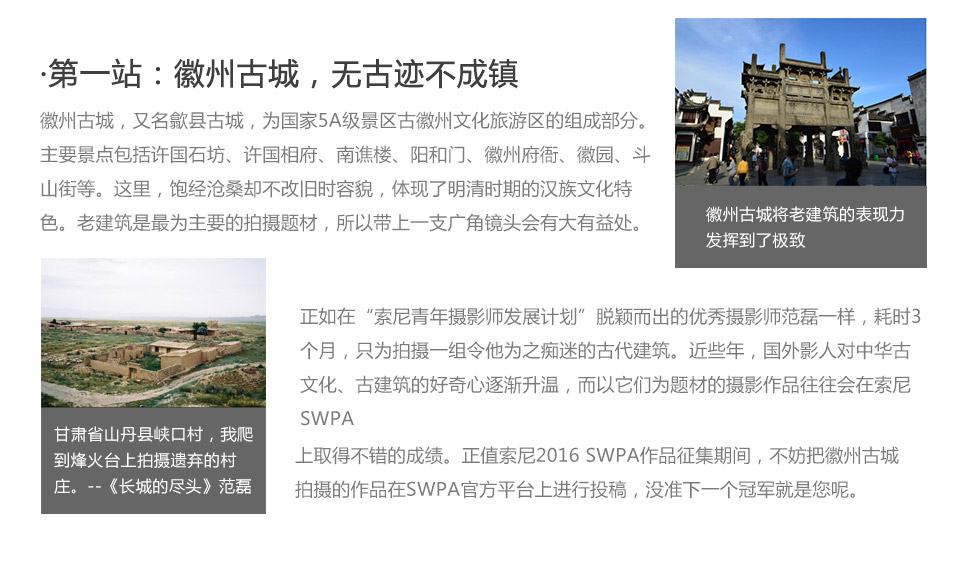 ·第一站：徽州古城，无古迹不成镇
徽州古城，又名歙县古城，为国家5A级景区古徽州文化旅游区的组成部分。
主要景点包括许国石坊、许国相府、南谯楼、阳和门、徽州府衙、徽园、斗
山街等。这里，饱经沧桑却不改旧时容貌，体现了明清时期的汉族文化特
色。老建筑是最为主要的拍摄题材，所以带上一支广角镜头会有大有益处。
徽州古城将老建筑的表现力
发挥到了极致
正如在“索尼青年摄影师发展计划”脱颖而出的优秀摄影师范磊一样，耗时3
个月，只为拍摄一组令他为之痴迷的古代建筑。近些年，国外影人对中华古
文化、古建筑的好奇心逐渐升温，而以它们为题材的摄影作品往往会在索尼
SWPA
上取得不错的成绩。正值索尼2016 SWPA作品征集期间，不妨把徽州古城
拍摄的作品在SWPA官方平台上进行投稿，没准下一个冠军就是您呢。
甘肃省山丹县峡口村，我爬
到烽火台上拍摄遗弃的村
庄。--《长城的尽头》范磊